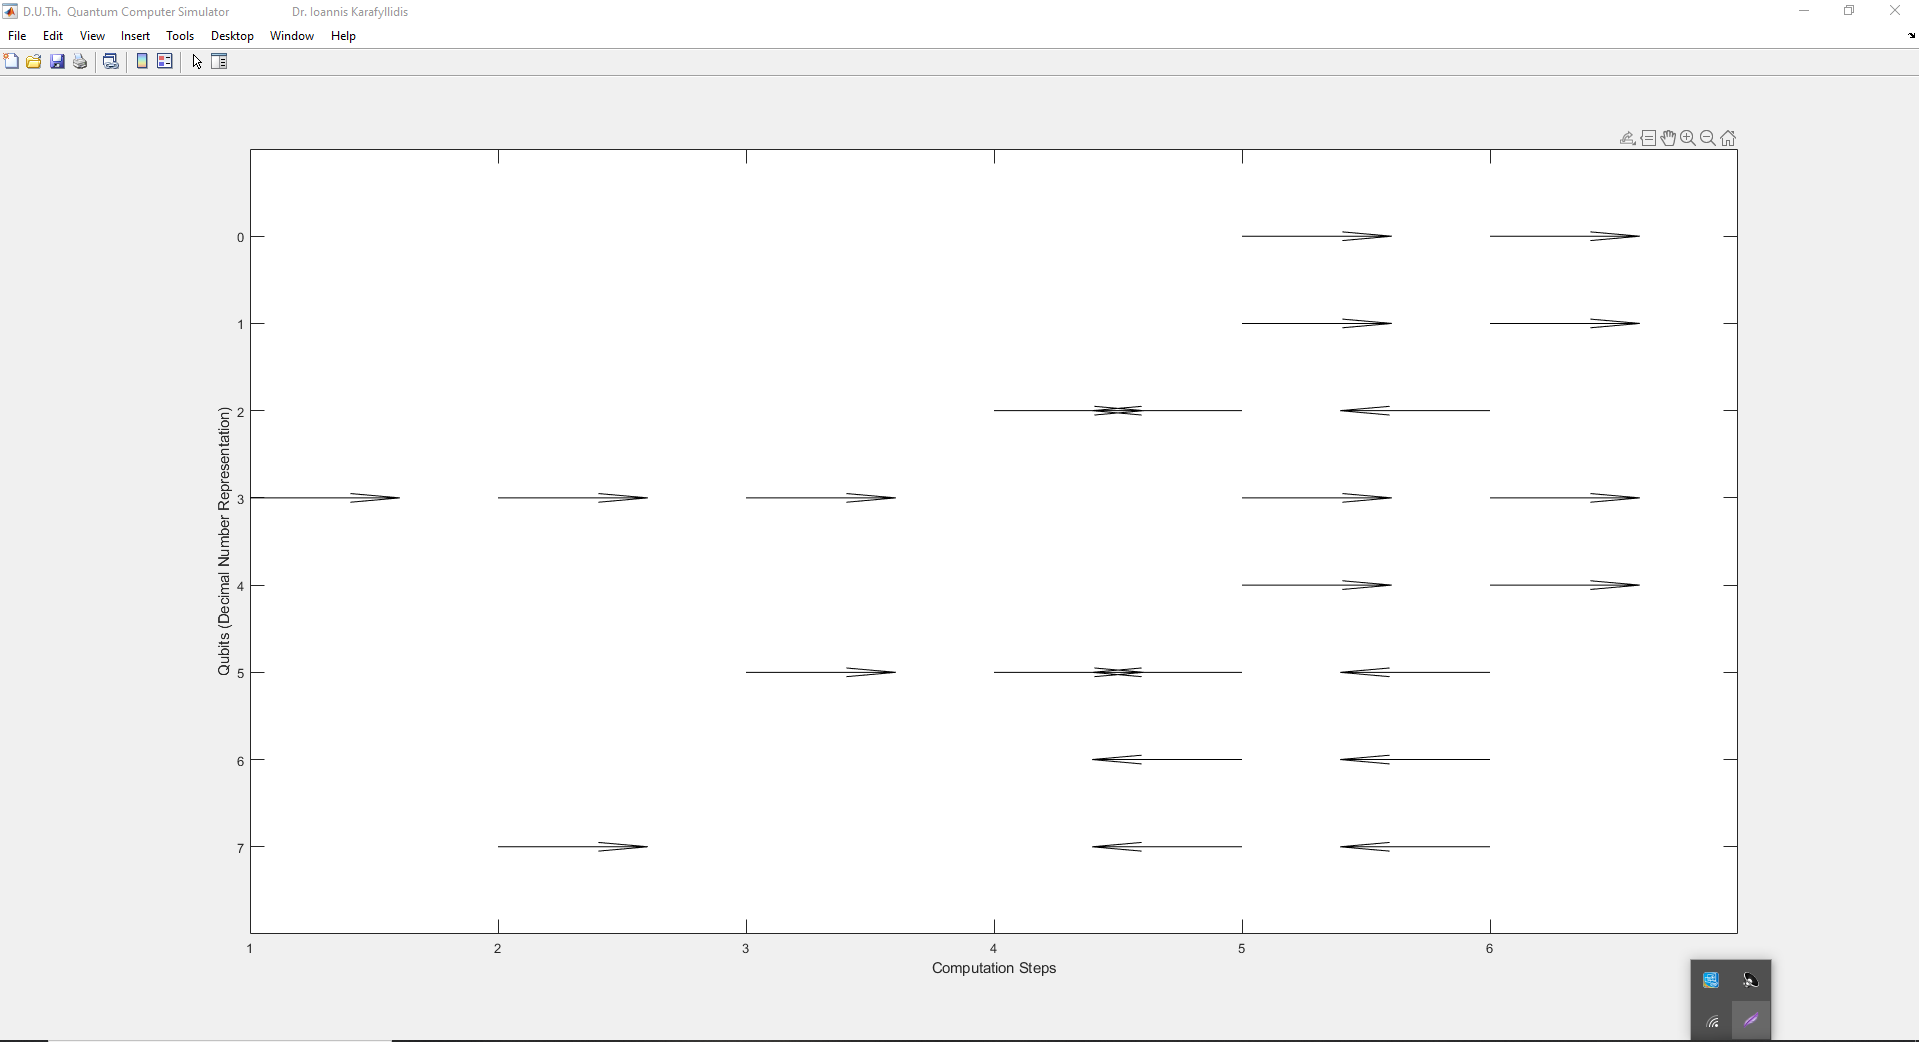 D.U.Th. Quantum Computer Simulator Dr. Ioannis Karafyllidis
File Edit View Insert Tools Desktop Window Help
0
1
2
3
4
5
6
7
Qubits (Decimal Number Representation)
1 2 3 4 5 6
Computation Steps